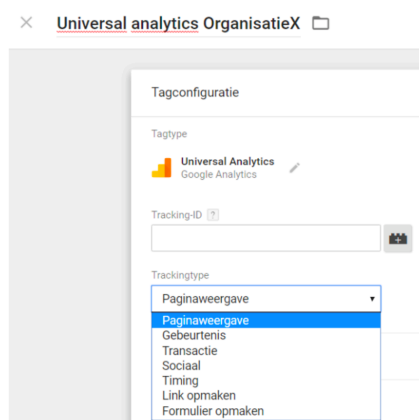 Universal analytics OrganisatieX
Tagconfiguratie
Tagtype
Universal Analytics
Google Analytics
Tracking-ID ?
Trackingtype
Paginaweergave
Paginaweergave
Gebeurtenis
Transactie
Sociaal
Timing
Link opmaken
Formulier opmaken